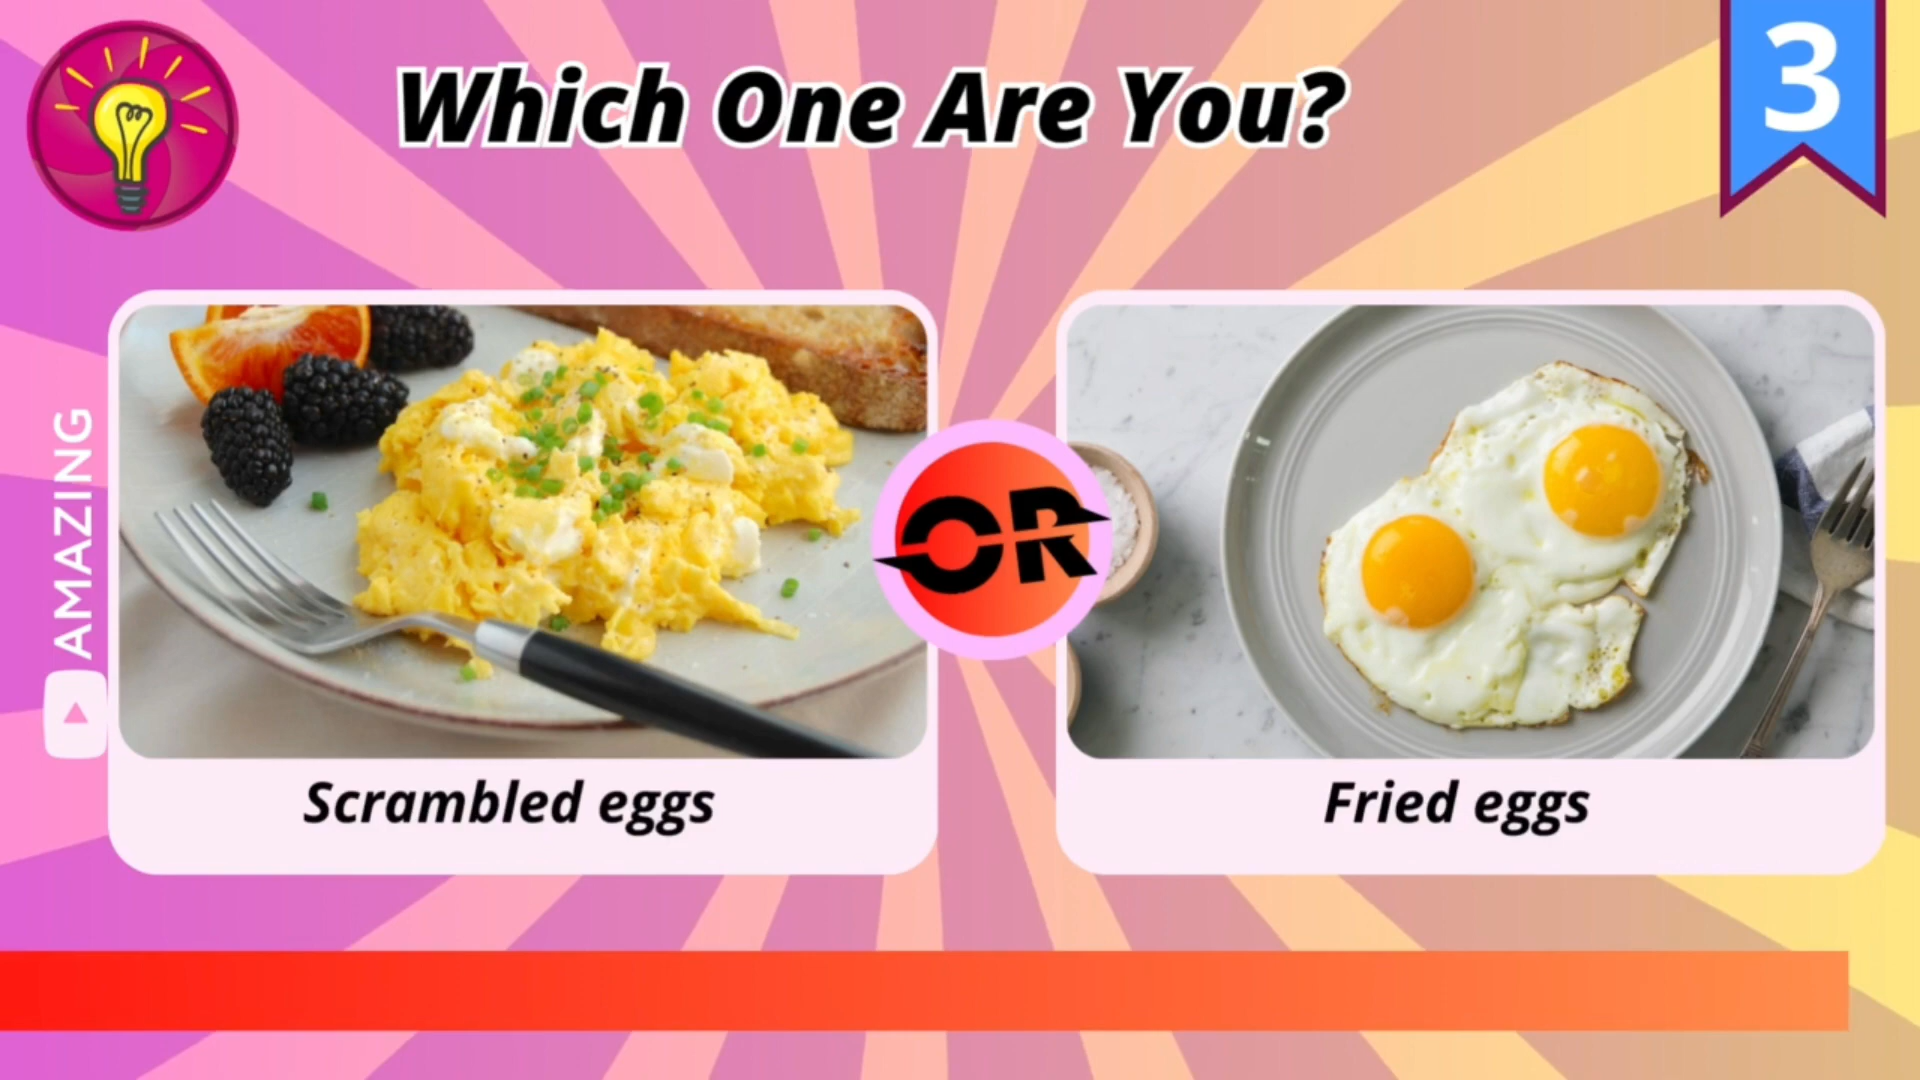 Which One Are You?
3
AMAZING
OR
Scrambled eggs
Fried eggs